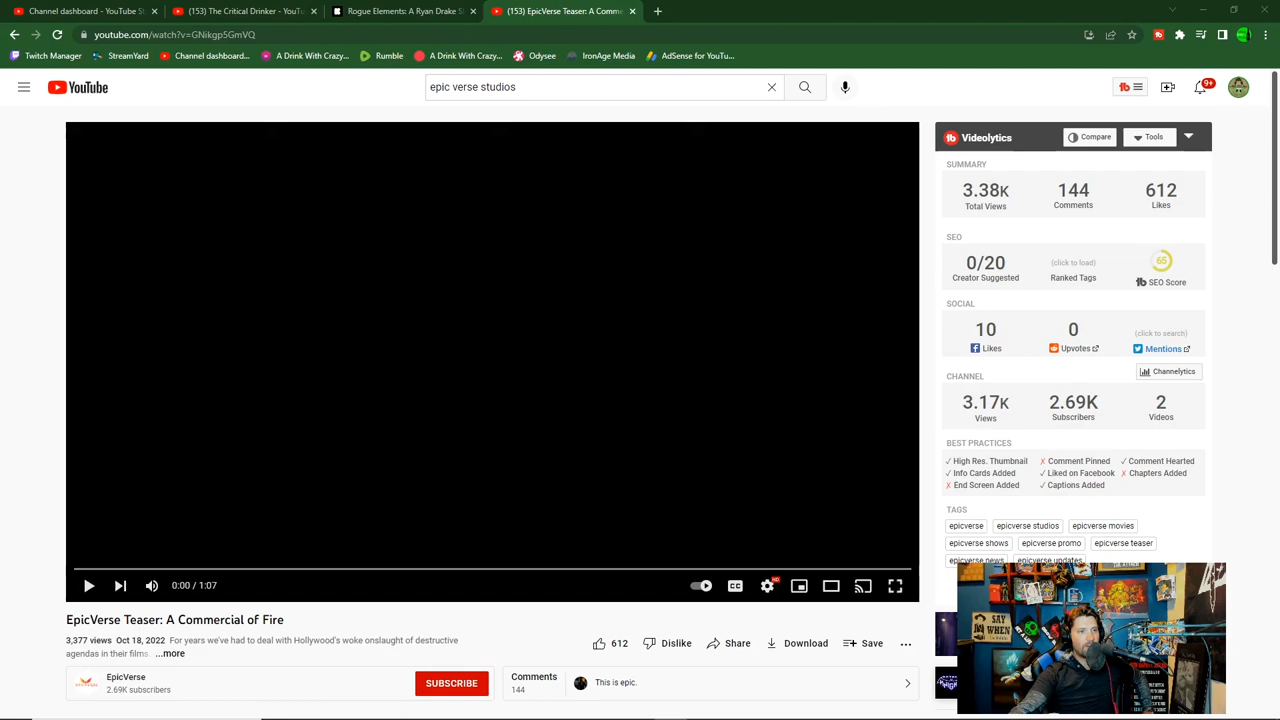 Channel dashboard - YouTube S
(153) The Critical Drinker - YouT
Rogue Elements: A Ryan Drake S
(153) EpicVerse Teaser: A Comme
youtube.com/watch?v=GNikgp5GmVQ
Twitch Manager StreamYard Channel dashboard... A Drink With Crazy... Rumble A Drink With Crazy... Odysee IronAge Media AdSense for YouTu...
YouTube
epic verse studios
9+
Videolytics Compare Tools
SUMMARY
3.38K 144 612
Total Views Comments Likes
SEO
0/20 (click to load) 65
Creator Suggested Ranked Tags SEO Score
SOCIAL
10 0 (click to search)
Likes Upvotes Mentions
CHANNEL Channelytics
3.17K 2.69K 2
Views Subscribers Videos
BEST PRACTICES
✓ High Res. Thumbnail ✗ Comment Pinned ✓ Comment Hearted
✓ Info Cards Added ✓ Liked on Facebook ✗ Chapters Added
✗ End Screen Added ✓ Captions Added
TAGS
epicverse epicverse studios epicverse movies
epicverse shows epicverse promo epicverse teaser
epicverse news epicverse updates
0:00 / 1:07
CC HD
EpicVerse Teaser: A Commercial of Fire
3,377 views Oct 18, 2022 For years we've had to deal with Hollywood's woke onslaught of destructive
agendas in their films. ...more
612 Dislike Share Download Save
EpicVerse
2.69K subscribers
SUBSCRIBE
Comments
144
This is epic.
SAY
WHEN